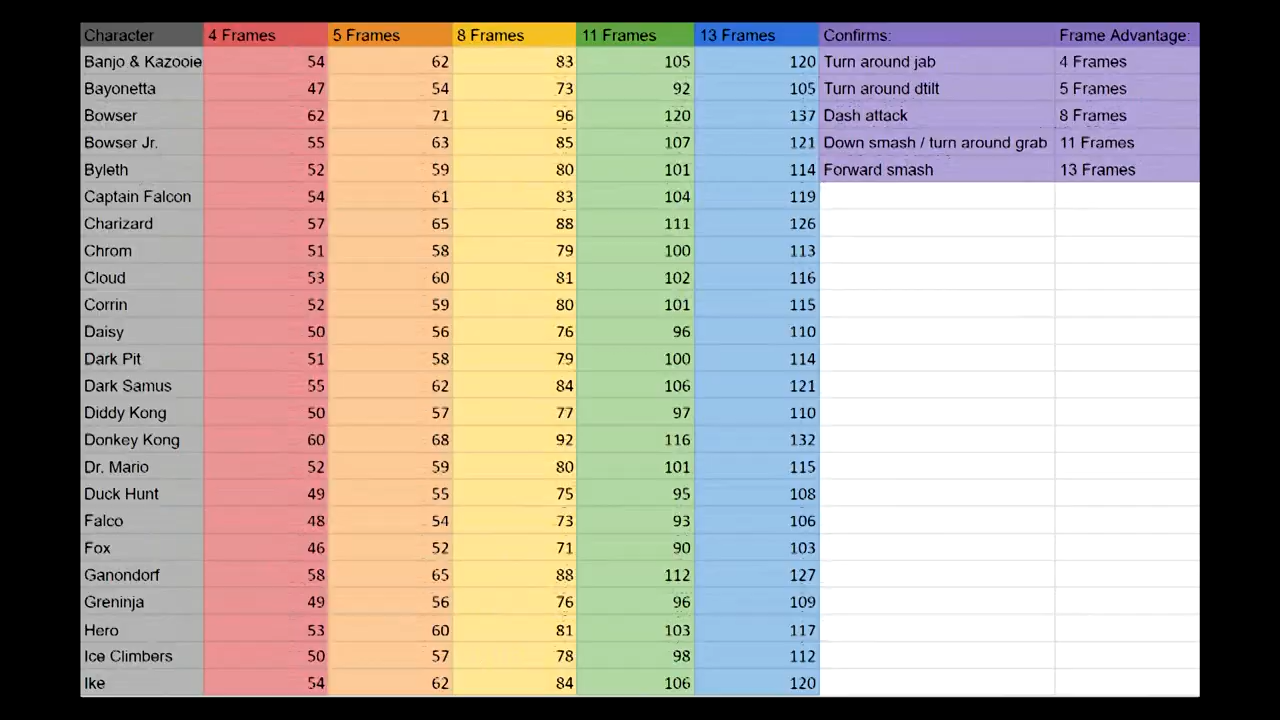 Character 4 Frames 5 Frames 8 Frames 11 Frames 13 Frames Confirms: Frame Advantage:
Banjo & Kazooie 54 62 83 105 120 Turn around jab 4 Frames
Bayonetta 47 54 73 92 105 Turn around dtilt 5 Frames
Bowser 62 71 96 120 137 Dash attack 8 Frames
Bowser Jr. 55 63 85 107 121 Down smash / turn around grab 11 Frames
Byleth 52 59 80 101 114 Forward smash 13 Frames
Captain Falcon 54 61 83 104 119
Charizard 57 65 88 111 126
Chrom 51 58 79 100 113
Cloud 53 60 81 102 116
Corrin 52 59 80 101 115
Daisy 50 56 76 96 110
Dark Pit 51 58 79 100 114
Dark Samus 55 62 84 106 121
Diddy Kong 50 57 77 97 110
Donkey Kong 60 68 92 116 132
Dr. Mario 52 59 80 101 115
Duck Hunt 49 55 75 95 108
Falco 48 54 73 93 106
Fox 46 52 71 90 103
Ganondorf 58 65 88 112 127
Greninja 49 56 76 96 109
Hero 53 60 81 103 117
Ice Climbers 50 57 78 98 112
Ike 54 62 84 106 120